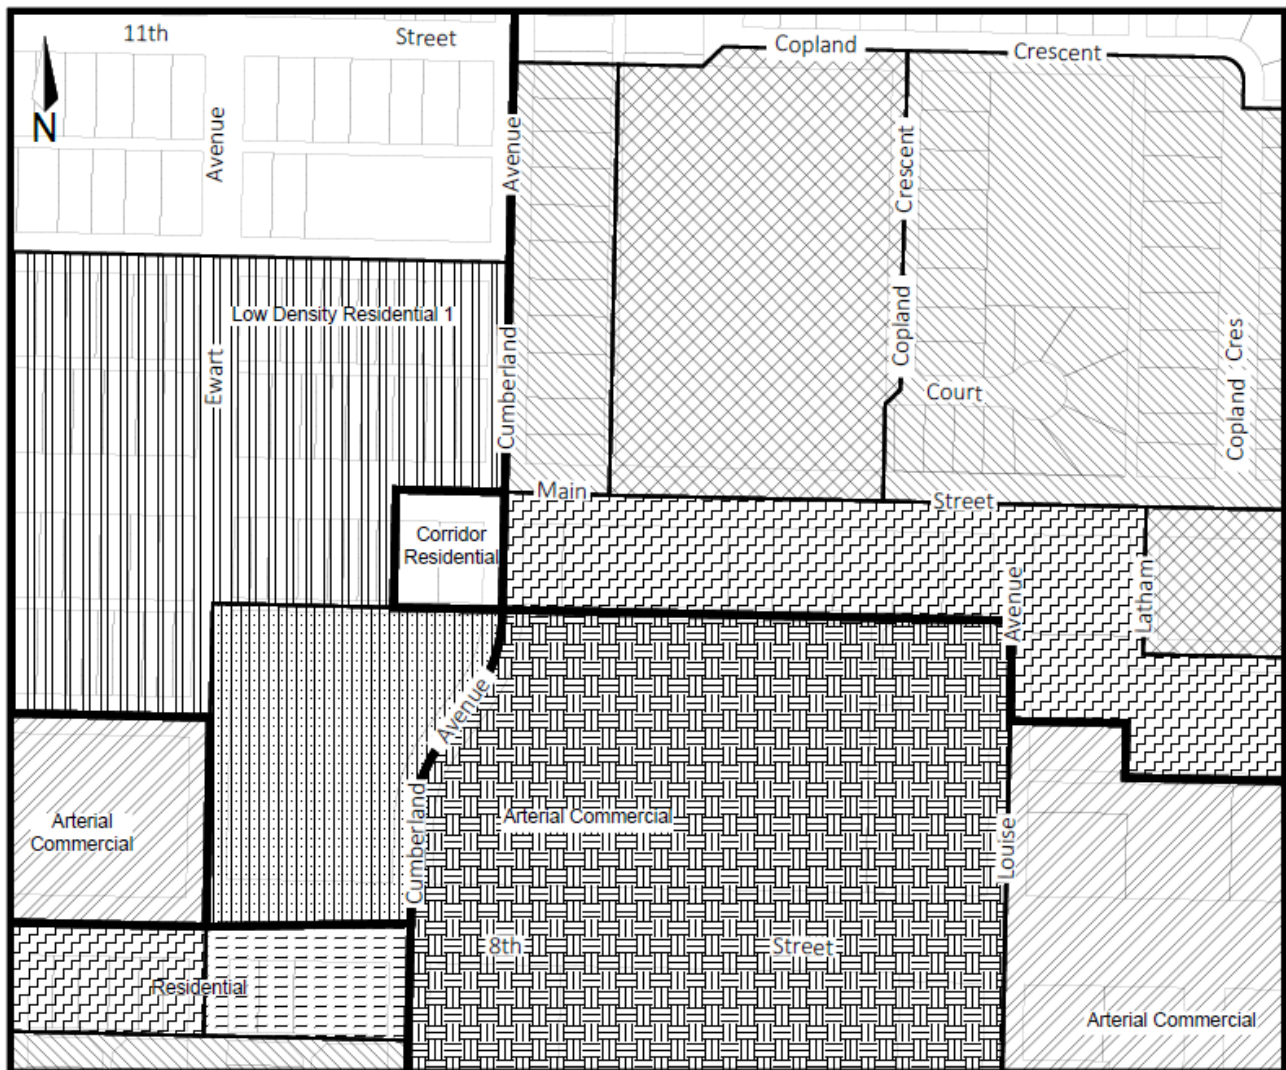 11th
Street
Copland
Crescent
N
Avenue
Avenue
Crescent
Low Density Residential 1
Ewart
Cumberland
Copland
Court
Copland Cres
Main
Street
Corridor
Residential
Avenue
Latham
Avenue
Arterial
Commercial
Cumberland
Arterial Commercial
Louise
8th
Street
Residential
Arterial Commercial